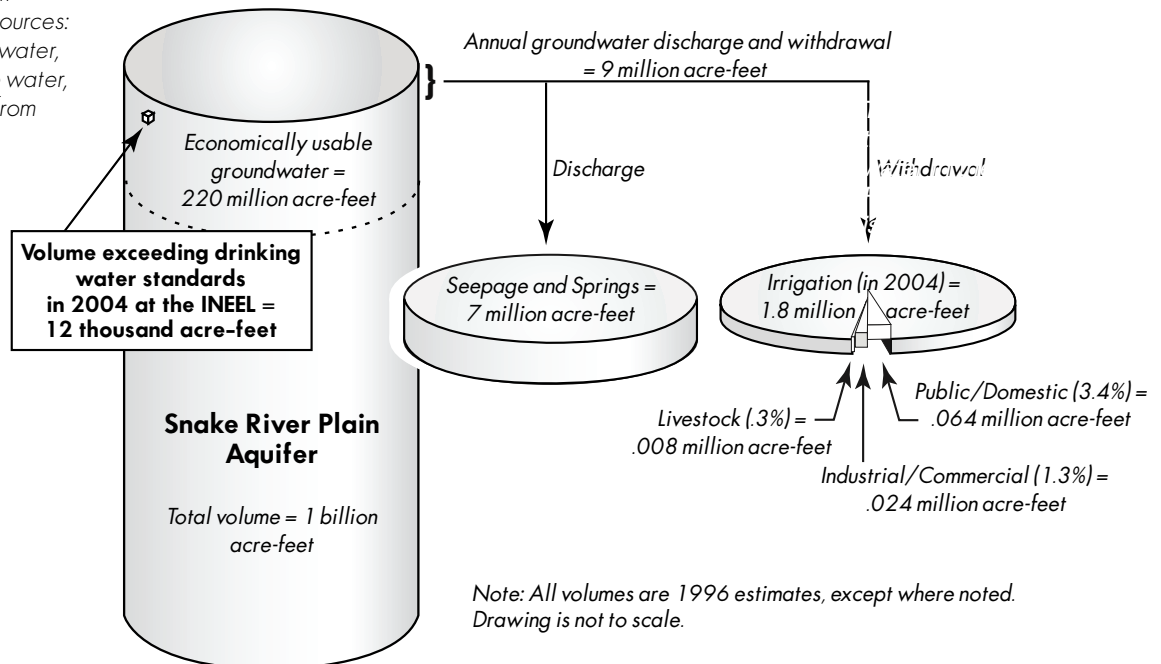 ources:
water,
water,
rom
Annual groundwater discharge and withdrawal
= 9 million acre-feet
}
Economically usable
groundwater =
220 million acre-feet
Discharge
Withdrawal
Volume exceeding drinking
water standards
in 2004 at the INEEL =
12 thousand acre-feet
Seepage and Springs =
7 million acre-feet
Irrigation (in 2004) =
1.8 million acre-feet
Snake River Plain
Aquifer
Total volume = 1 billion
acre-feet
Livestock (.3%) =
.008 million acre-feet
Public/Domestic (3.4%) =
.064 million acre-feet
Industrial/Commercial (1.3%) =
.024 million acre-feet
Note: All volumes are 1996 estimates, except where noted.
Drawing is not to scale.